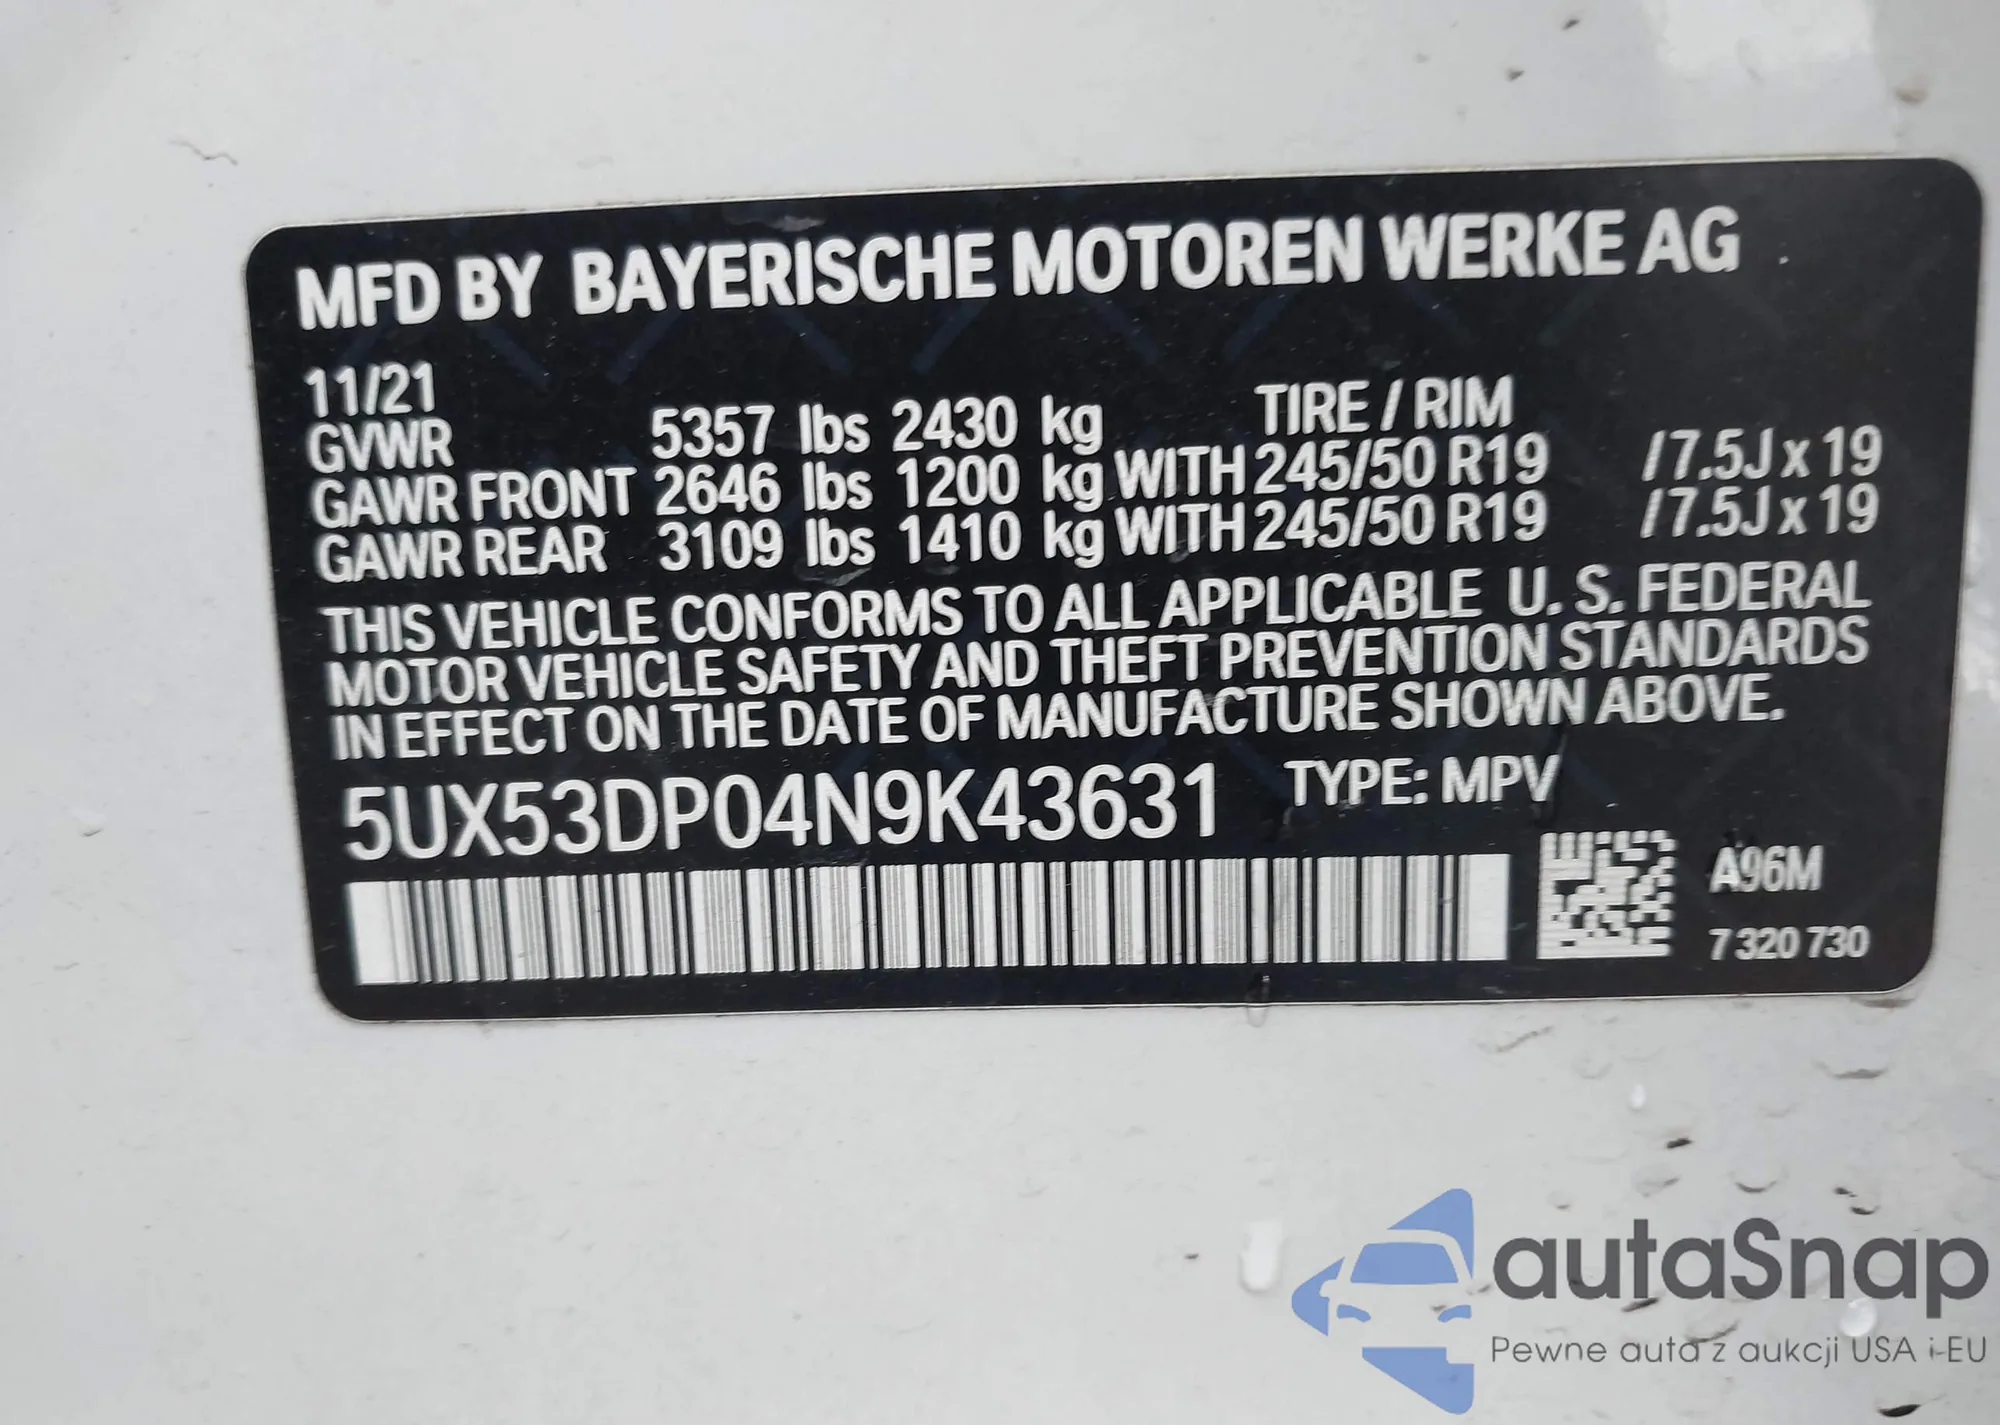 MFD BY BAYERISCHE MOTOREN WERKE AG
11/21
GVWR 5357 lbs 2430 kg TIRE / RIM
GAWR FRONT 2646 lbs 1200 kg WITH 245/50 R19 /7.5J x 19
GAWR REAR 3109 lbs 1410 kg WITH 245/50 R19 /7.5J x 19
THIS VEHICLE CONFORMS TO ALL APPLICABLE U. S. FEDERAL
MOTOR VEHICLE SAFETY AND THEFT PREVENTION STANDARDS
IN EFFECT ON THE DATE OF MANUFACTURE SHOWN ABOVE.
5UX53DP04N9K43631 TYPE: MPV
A96M
7 320 730
autaSnap
Pewne auta z aukcji USA i EU